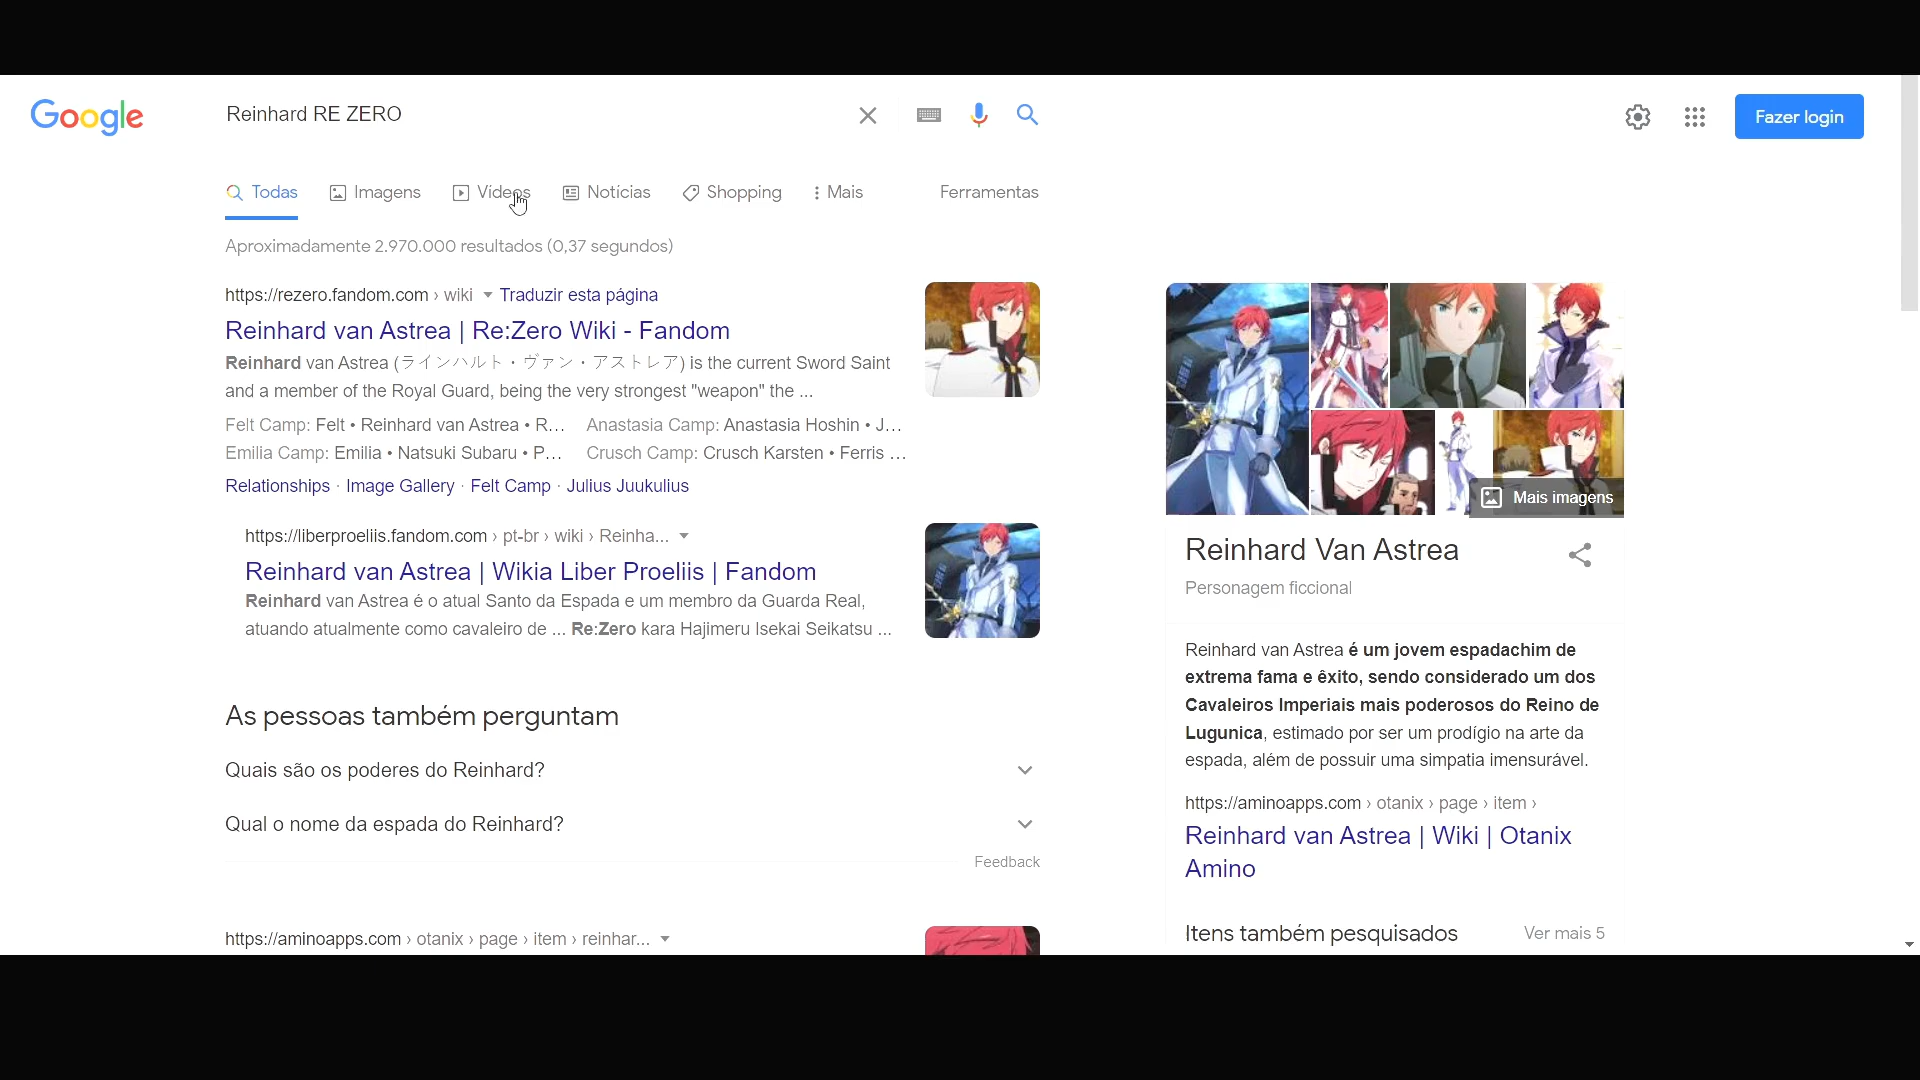 Google
Reinhard RE ZERO
Fazer login
Todas
Imagens
Vídeos
Notícias
Shopping
Mais
Ferramentas
Aproximadamente 2.970.000 resultados (0,37 segundos)
https://rezero.fandom.com › wiki
Traduzir esta página
Reinhard van Astrea | Re:Zero Wiki - Fandom
Reinhard van Astrea (ラインハルト・ヴァン・アストレア) is the current Sword Saint
and a member of the Royal Guard, being the very strongest "weapon" the ...
Felt Camp: Felt • Reinhard van Astrea • R...
Anastasia Camp: Anastasia Hoshin • J...
Emilia Camp: Emilia • Natsuki Subaru • P...
Crusch Camp: Crusch Karsten • Ferris ...
Relationships · Image Gallery · Felt Camp · Julius Juukulius
https://liberproeliis.fandom.com › pt-br › wiki › Reinha...
Reinhard van Astrea | Wikia Liber Proeliis | Fandom
Reinhard van Astrea é o atual Santo da Espada e um membro da Guarda Real,
atuando atualmente como cavaleiro de ... Re:Zero kara Hajimeru Isekai Seikatsu ...
As pessoas também perguntam
Quais são os poderes do Reinhard?
Qual o nome da espada do Reinhard?
Feedback
https://aminoapps.com › otanix › page › item › reinhar...
Mais imagens
Reinhard Van Astrea
Personagem ficcional
Reinhard van Astrea é um jovem espadachim de
extrema fama e êxito, sendo considerado um dos
Cavaleiros Imperiais mais poderosos do Reino de
Lugunica, estimado por ser um prodígio na arte da
espada, além de possuir uma simpatia imensurável.
https://aminoapps.com › otanix › page › item ›
Reinhard van Astrea | Wiki | Otanix
Amino
Itens também pesquisados
Ver mais 5